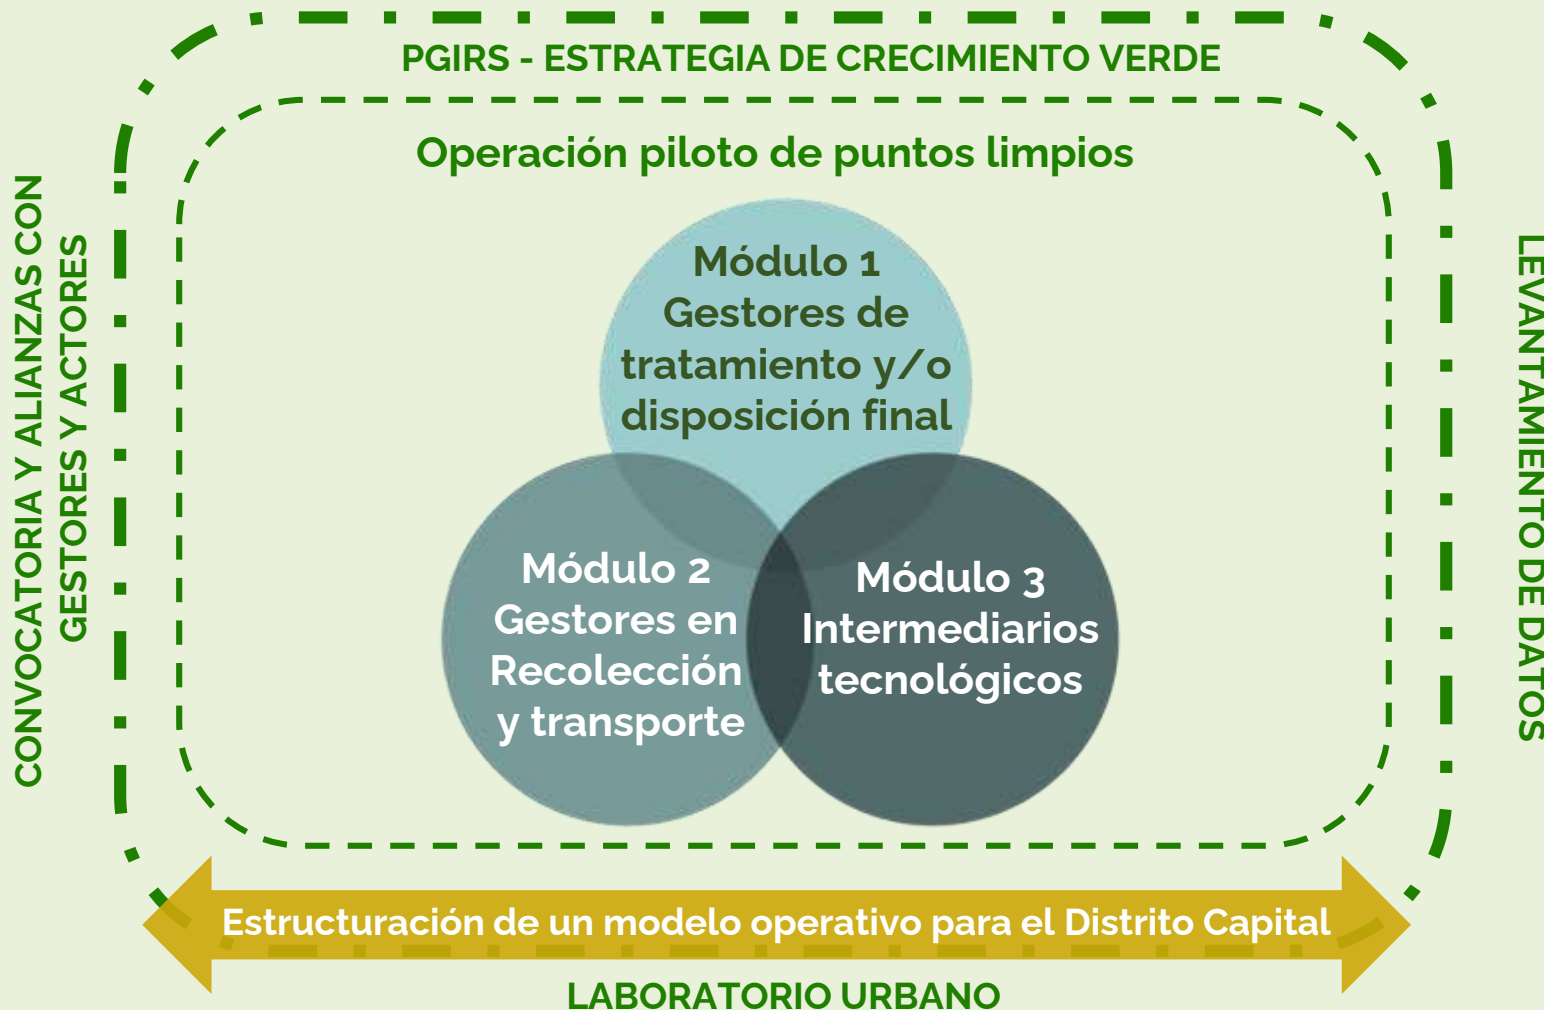 PGIRS - ESTRATEGIA DE CRECIMIENTO VERDE
Operación piloto de puntos limpios
CONVOCATORIA Y ALIANZAS CON
GESTORES Y ACTORES
Módulo 1
Gestores de
tratamiento y/o
disposición final
Módulo 2
Gestores en
Recolección
y transporte
Módulo 3
Intermediarios
tecnológicos
LEVANTAMIENTO DE DATOS
Estructuración de un modelo operativo para el Distrito Capital
LABORATORIO URBANO